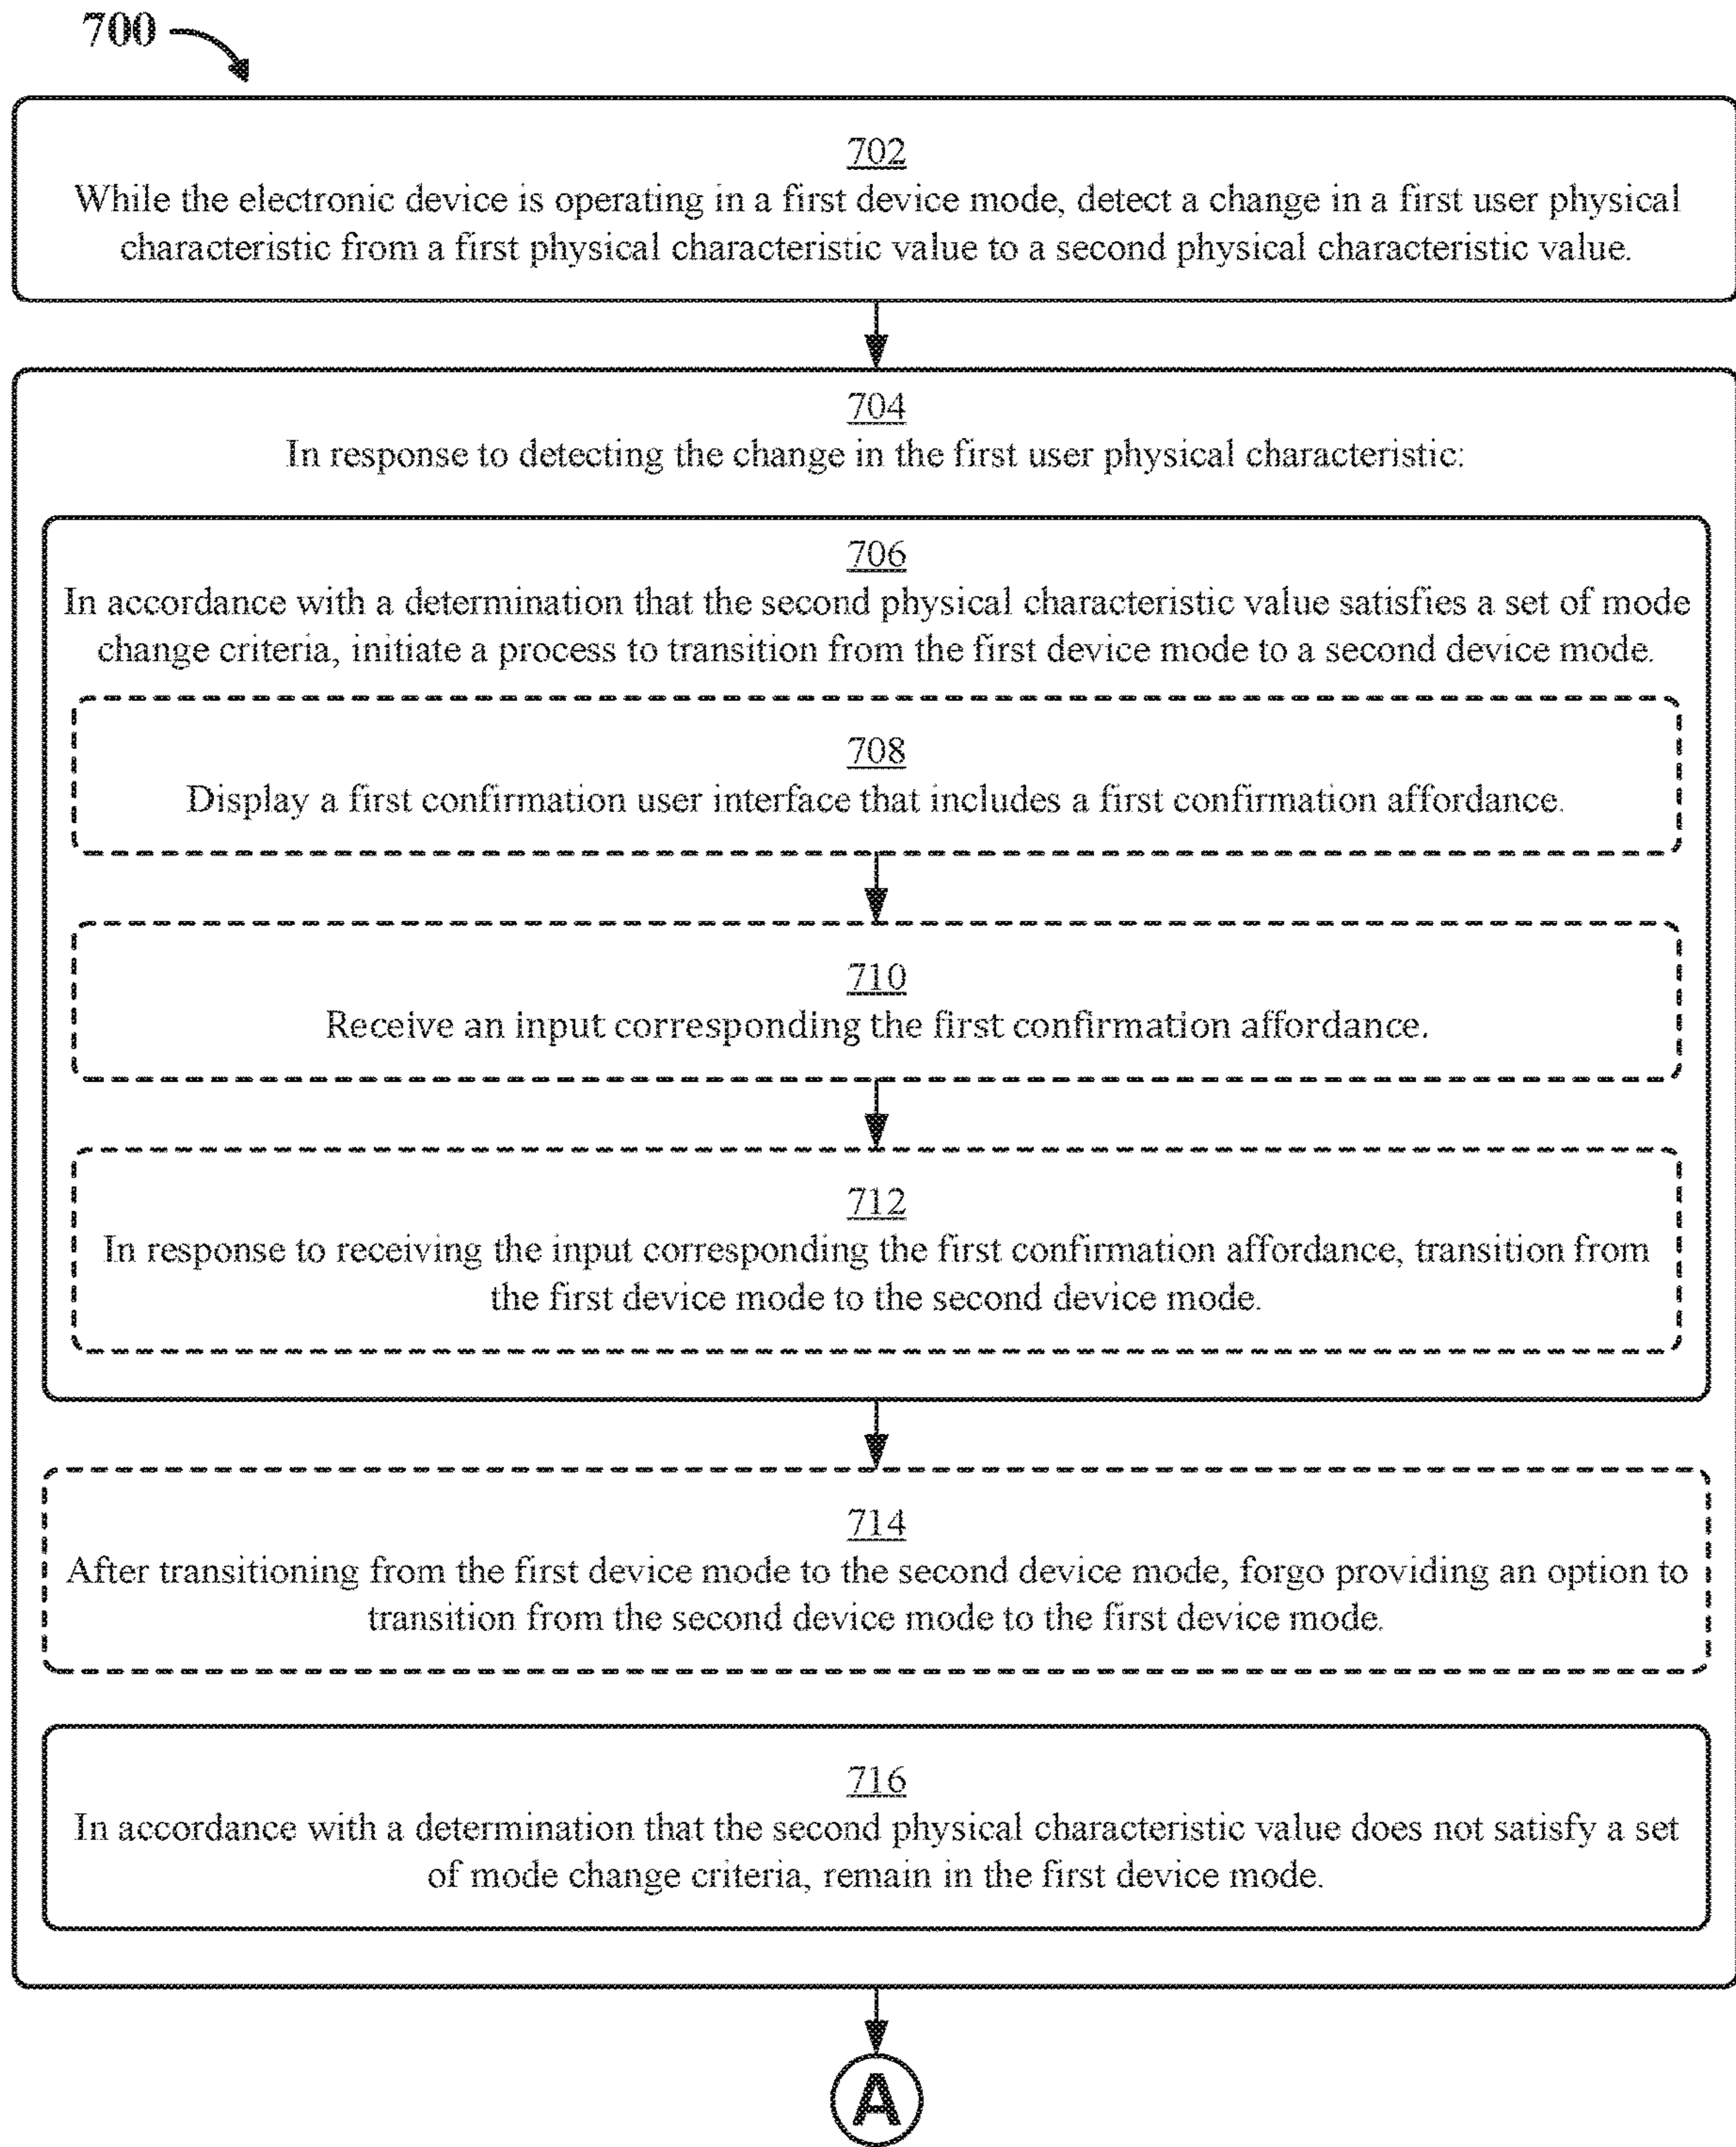 700
702
While the electronic device is operating in a first device mode, detect a change in a first user physical
characteristic from a first physical characteristic value to a second physical characteristic value.
704
In response to detecting the change in the first user physical characteristic:
706
In accordance with a determination that the second physical characteristic value satisfies a set of mode
change criteria, initiate a process to transition from the first device mode to a second device mode.
708
Display a first confirmation user interface that includes a first confirmation affordance.
710
Receive an input corresponding the first confirmation affordance.
712
In response to receiving the input corresponding the first confirmation affordance, transition from
the first device mode to the second device mode.
714
After transitioning from the first device mode to the second device mode, forgo providing an option to
transition from the second device mode to the first device mode.
716
In accordance with a determination that the second physical characteristic value does not satisfy a set
of mode change criteria, remain in the first device mode.
A